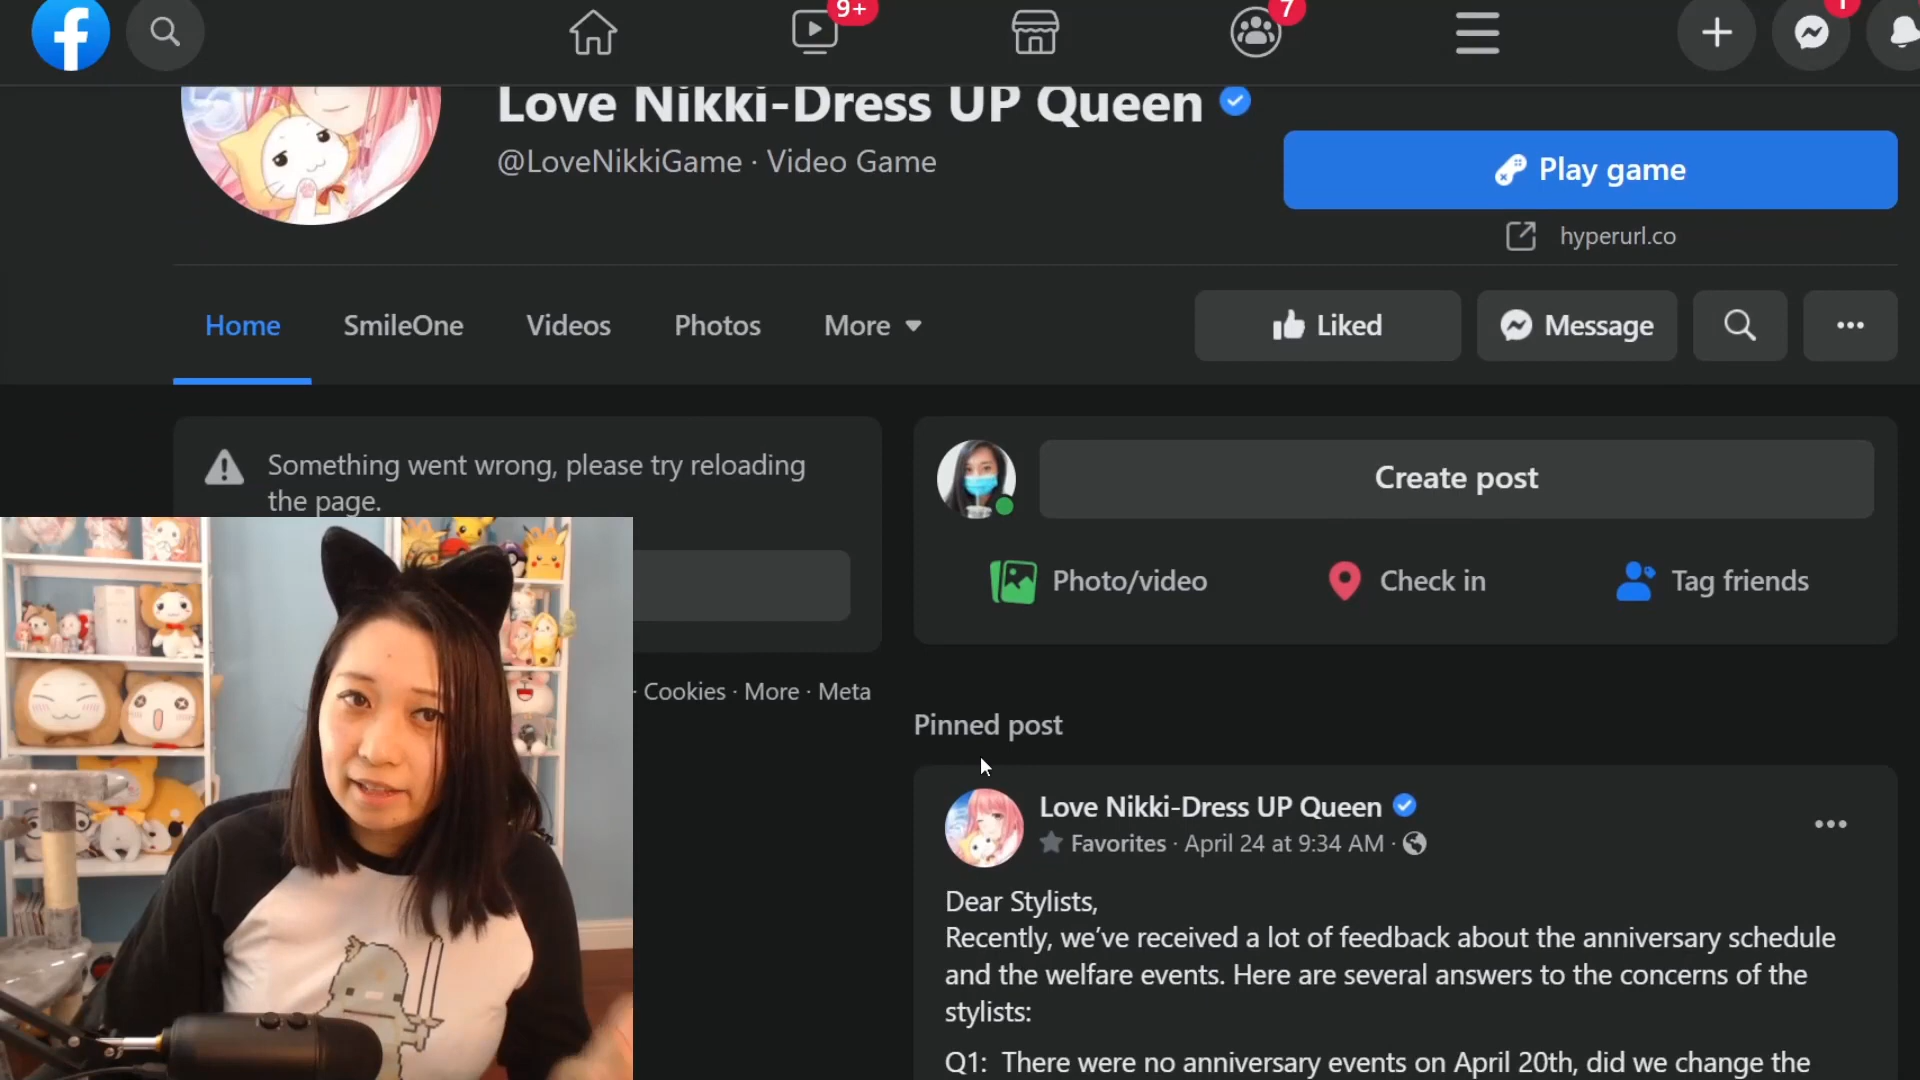 9+
7
1
Love Nikki-Dress UP Queen
@LoveNikkiGame · Video Game
Play game
hyperurl.co
Home
SmileOne
Videos
Photos
More
Liked
Message
Something went wrong, please try reloading
the page.
Create post
Photo/video
Check in
Tag friends
· Cookies · More · Meta
Pinned post
Love Nikki-Dress UP Queen
Favorites · April 24 at 9:34 AM ·
Dear Stylists,
Recently, we’ve received a lot of feedback about the anniversary schedule
and the welfare events. Here are several answers to the concerns of the
stylists:
Q1: There were no anniversary events on April 20th, did we change the